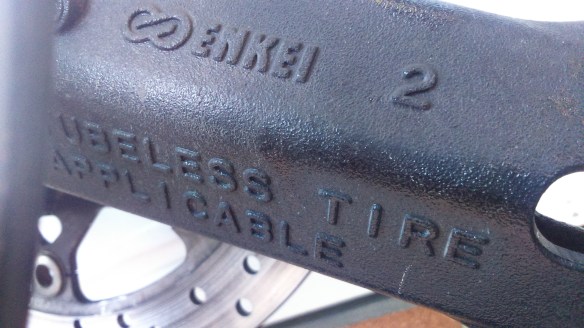 ENKEI 2
UBELESS TIRE
APPLICABLE